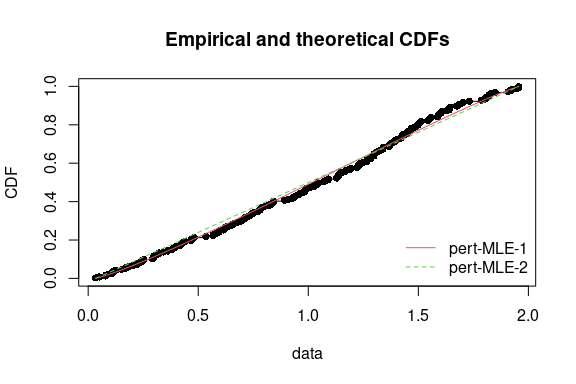 Empirical and theoretical CDFs
CDF
1.0
0.8
0.6
0.4
0.2
0.0
pert-MLE-1
pert-MLE-2
0.0 0.5 1.0 1.5 2.0
data